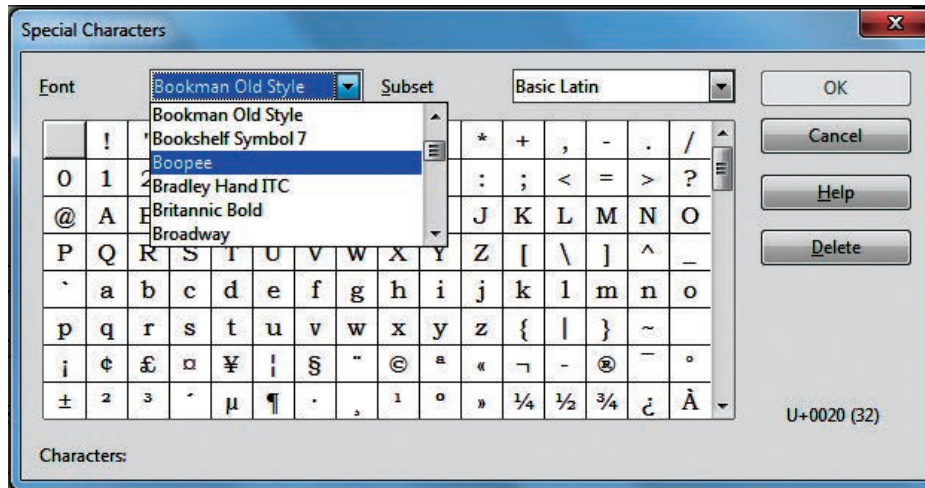 Special Characters
Font Bookman Old Style Subset Basic Latin OK
Bookman Old Style
Bookshelf Symbol 7
Boopee
Bradley Hand ITC
Britannic Bold
Broadway
! " * + , - . / Cancel
0 1 2 : ; < = > ? Help
@ A B J K L M N O
P Q R S T U V W X Y Z [ \ ] ^ _ Delete
` a b c d e f g h i j k l m n o
p q r s t u v w x y z { | } ~
¡ ¢ £ ¤ ¥ ¦ § ¨ © ª « ¬ - ® ¯ °
± ² ³ ´ µ ¶ · ¸ ¹ º » ¼ ½ ¾ ¿ À
U+0020 (32)
Characters: